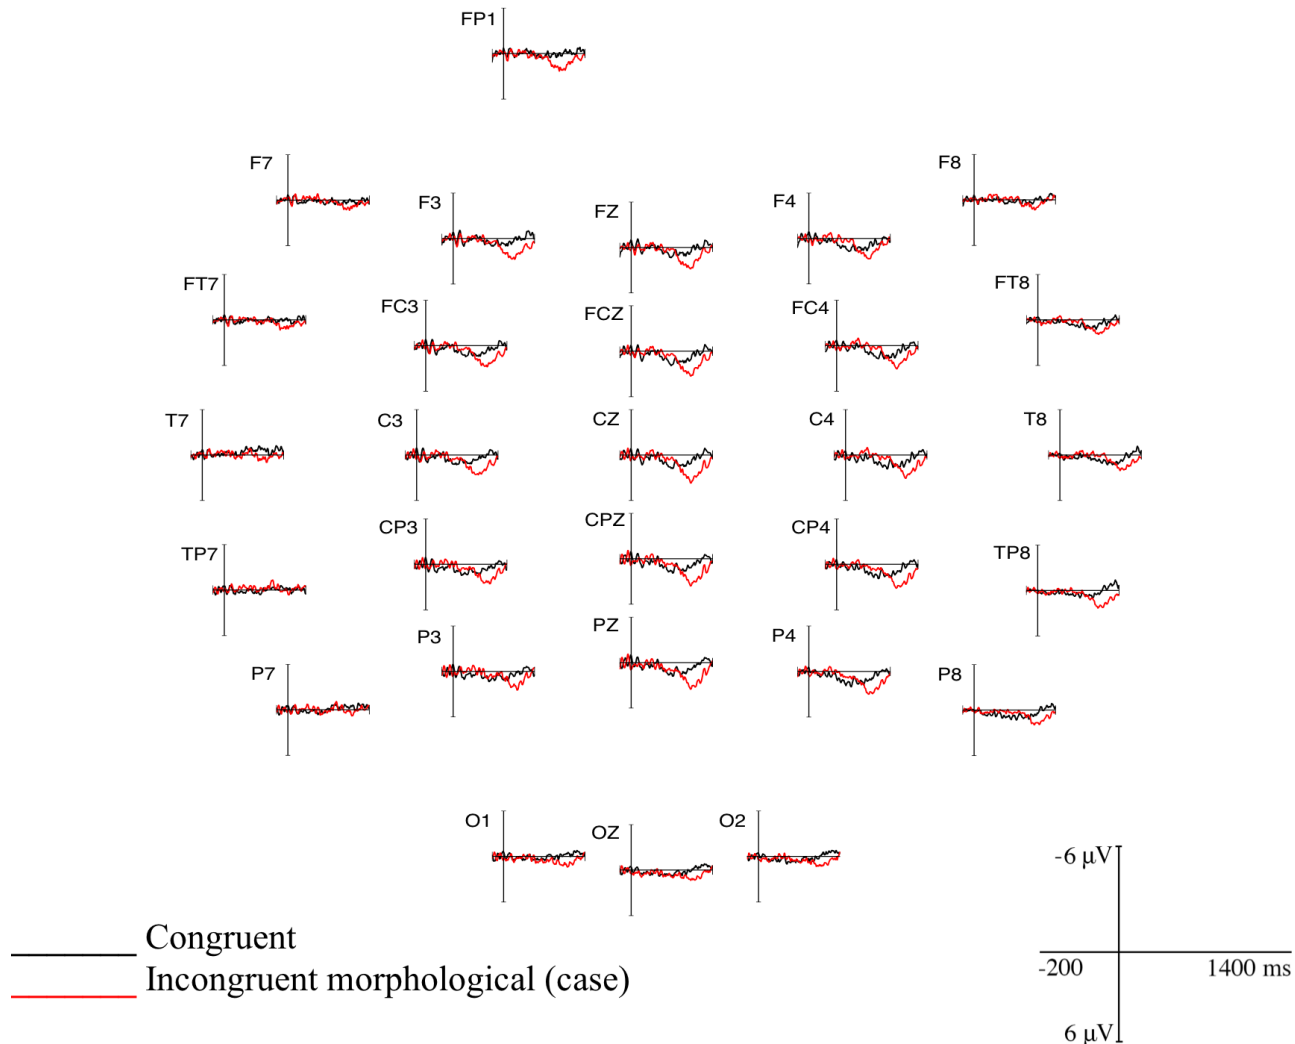 FP1
F7
F8
F3
F4
FZ
FT7
FT8
FC3
FCZ
FC4
T7
C3
CZ
C4
T8
CP3
CPZ
CP4
TP7
TP8
P3
PZ
P4
P7
P8
O1
OZ
O2
-6 µV
-200
1400 ms
6 µV
Congruent
Incongruent morphological (case)